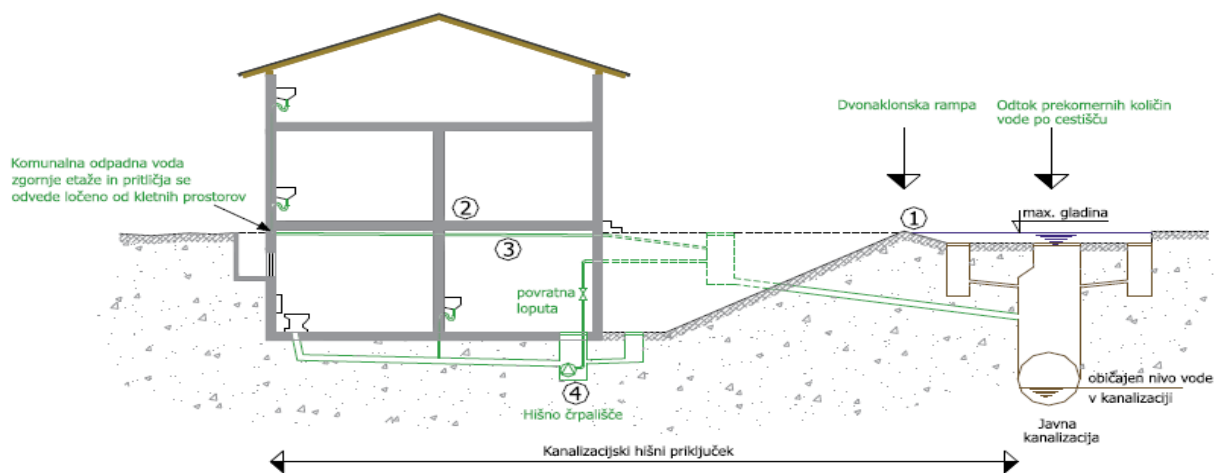 Dvonaklonska rampa
Odtok prekomernih količin
vode po cestišču
Komunalna odpadna voda
zgornje etaže in pritličja se
odvede ločeno od kletnih prostorov
2
1
max. gladina
3
povratna
loputa
4
Hišno črpališče
običajen nivo vode
v kanalizaciji
Javna
kanalizacija
Kanalizacijski hišni priključek